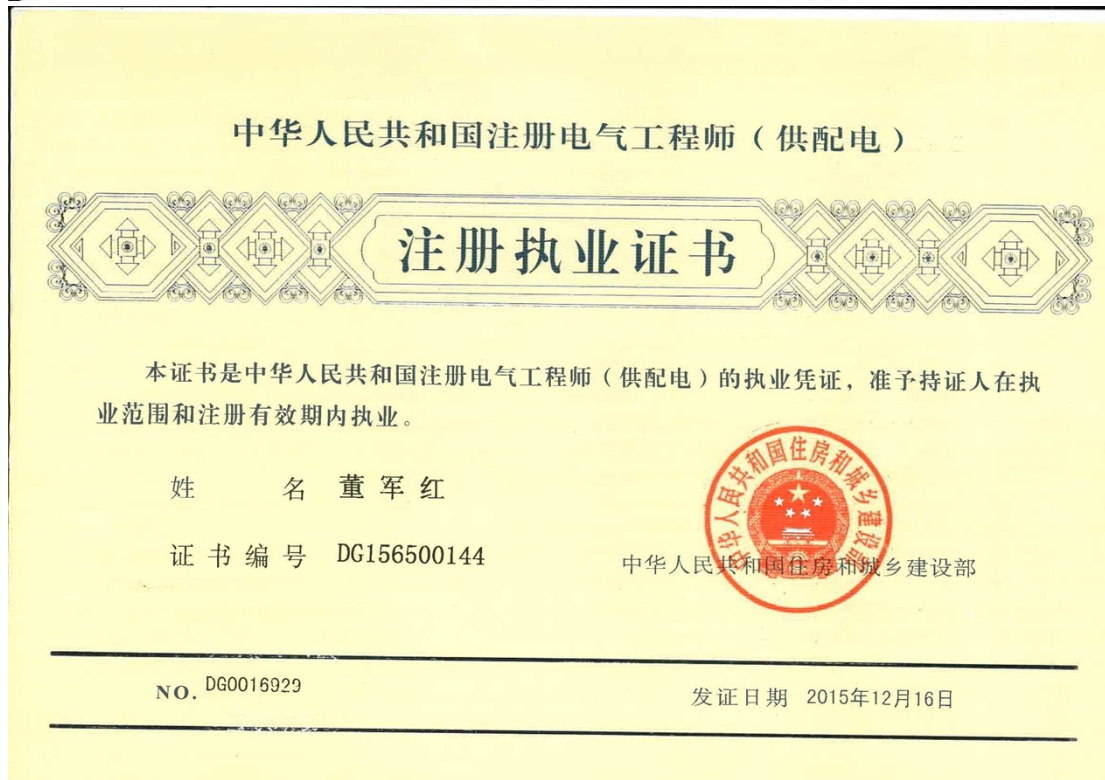 中华人民共和国注册电气工程师（供配电）
注册执业证书
本证书是中华人民共和国注册电气工程师（供配电）的执业凭证，准予持证人在执
业范围和注册有效期内执业。
姓 名 董军红
证书编号 DG156500144
中华人民共和国住房和城乡建设部
中华人民共和国住房和城乡建设部
NO. DG0016929
发证日期 2015年12月16日